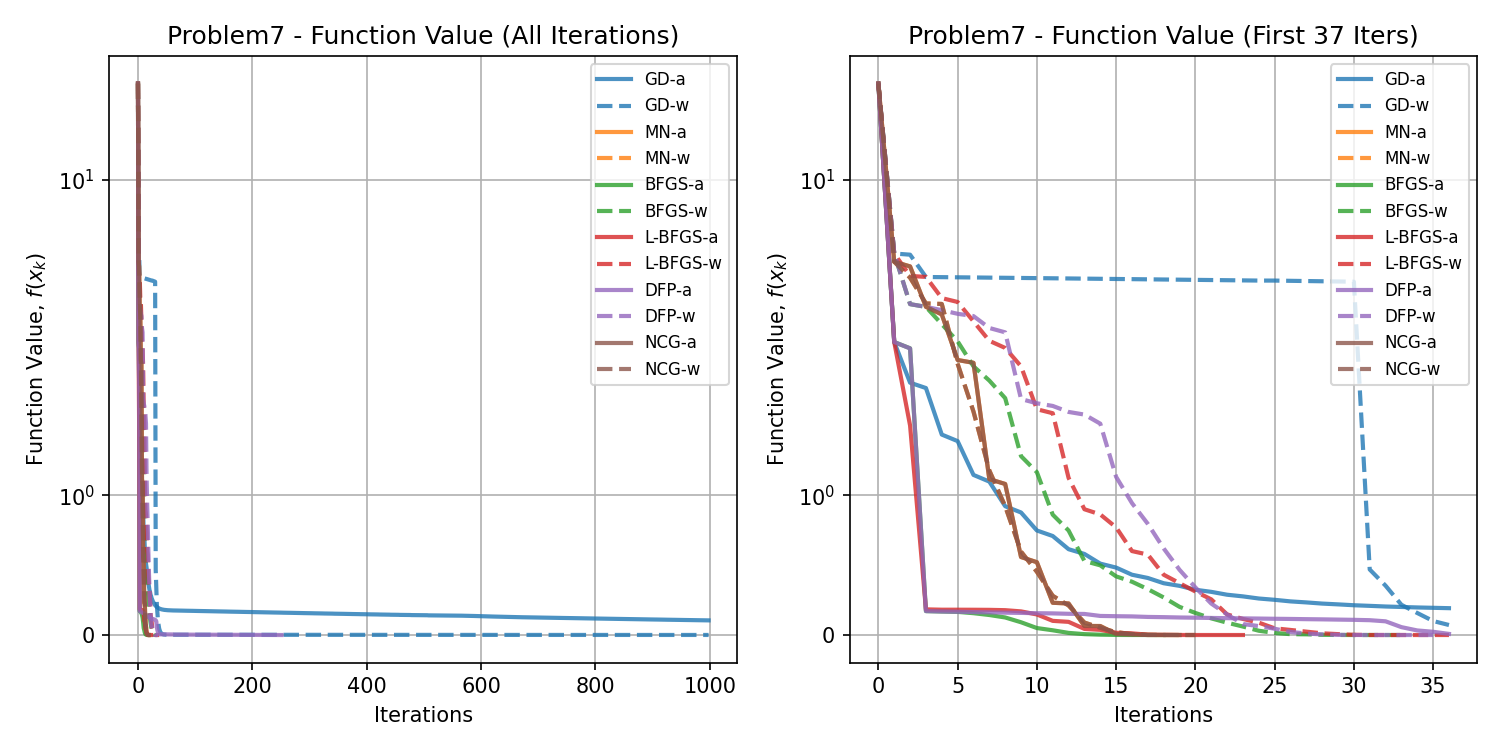 Problem7 - Function Value (All Iterations)
Function Value, f(x_k)
10^1
10^0
0
0
200
400
600
800
1000
Iterations
GD-a
GD-w
MN-a
MN-w
BFGS-a
BFGS-w
L-BFGS-a
L-BFGS-w
DFP-a
DFP-w
NCG-a
NCG-w
Problem7 - Function Value (First 37 Iters)
Function Value, f(x_k)
10^1
10^0
0
0
5
10
15
20
25
30
35
Iterations
GD-a
GD-w
MN-a
MN-w
BFGS-a
BFGS-w
L-BFGS-a
L-BFGS-w
DFP-a
DFP-w
NCG-a
NCG-w